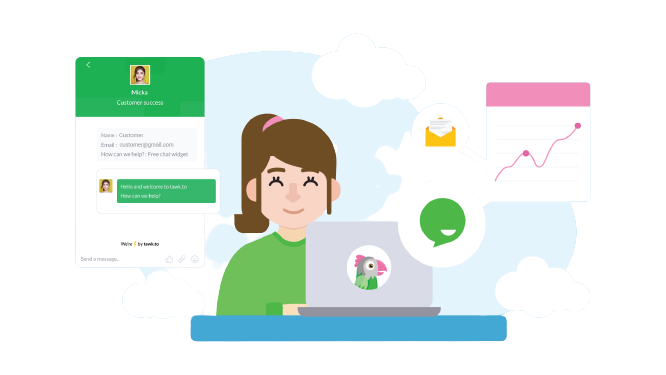 Micka
Customer success
Name : Customer
Email : customer@gmail.com
How can we help? : Free chat widget
Hello and welcome to tawk.to
How can we help?
We're⚡by tawk.to
Send a message..